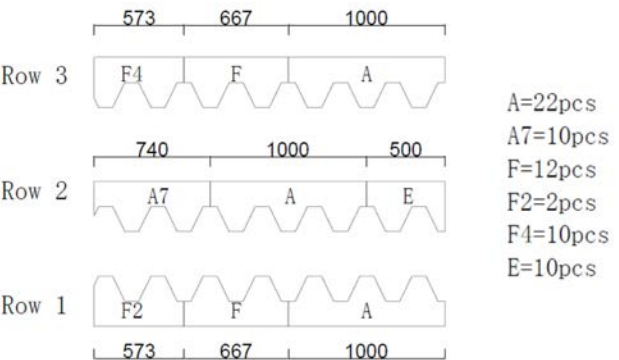 573 667 1000
Row 3 F4 F A
740 1000 500
Row 2 A7 A E
Row 1 F2 F A
573 667 1000
A=22pcs
A7=10pcs
F=12pcs
F2=2pcs
F4=10pcs
E=10pcs